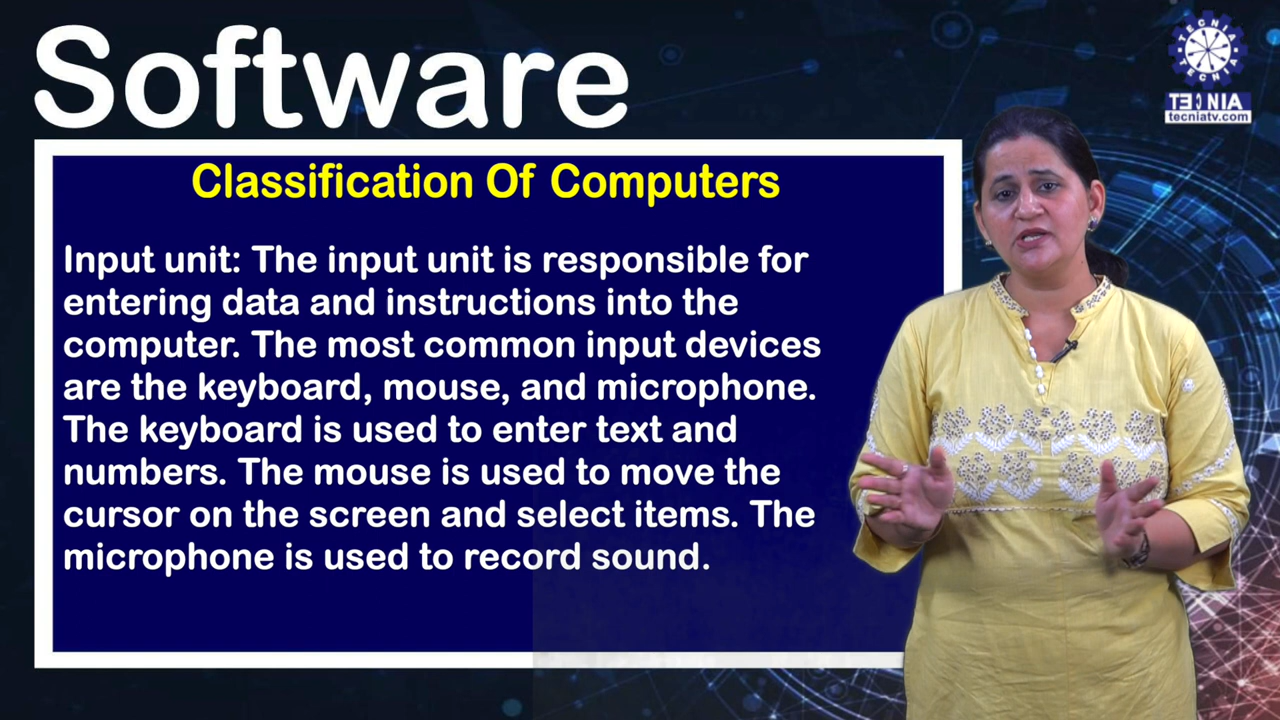 Software
TECNIA
TECNIA
TECNIA
tecniatv.com
Classification Of Computers
Input unit: The input unit is responsible for
entering data and instructions into the
computer. The most common input devices
are the keyboard, mouse, and microphone.
The keyboard is used to enter text and
numbers. The mouse is used to move the
cursor on the screen and select items. The
microphone is used to record sound.